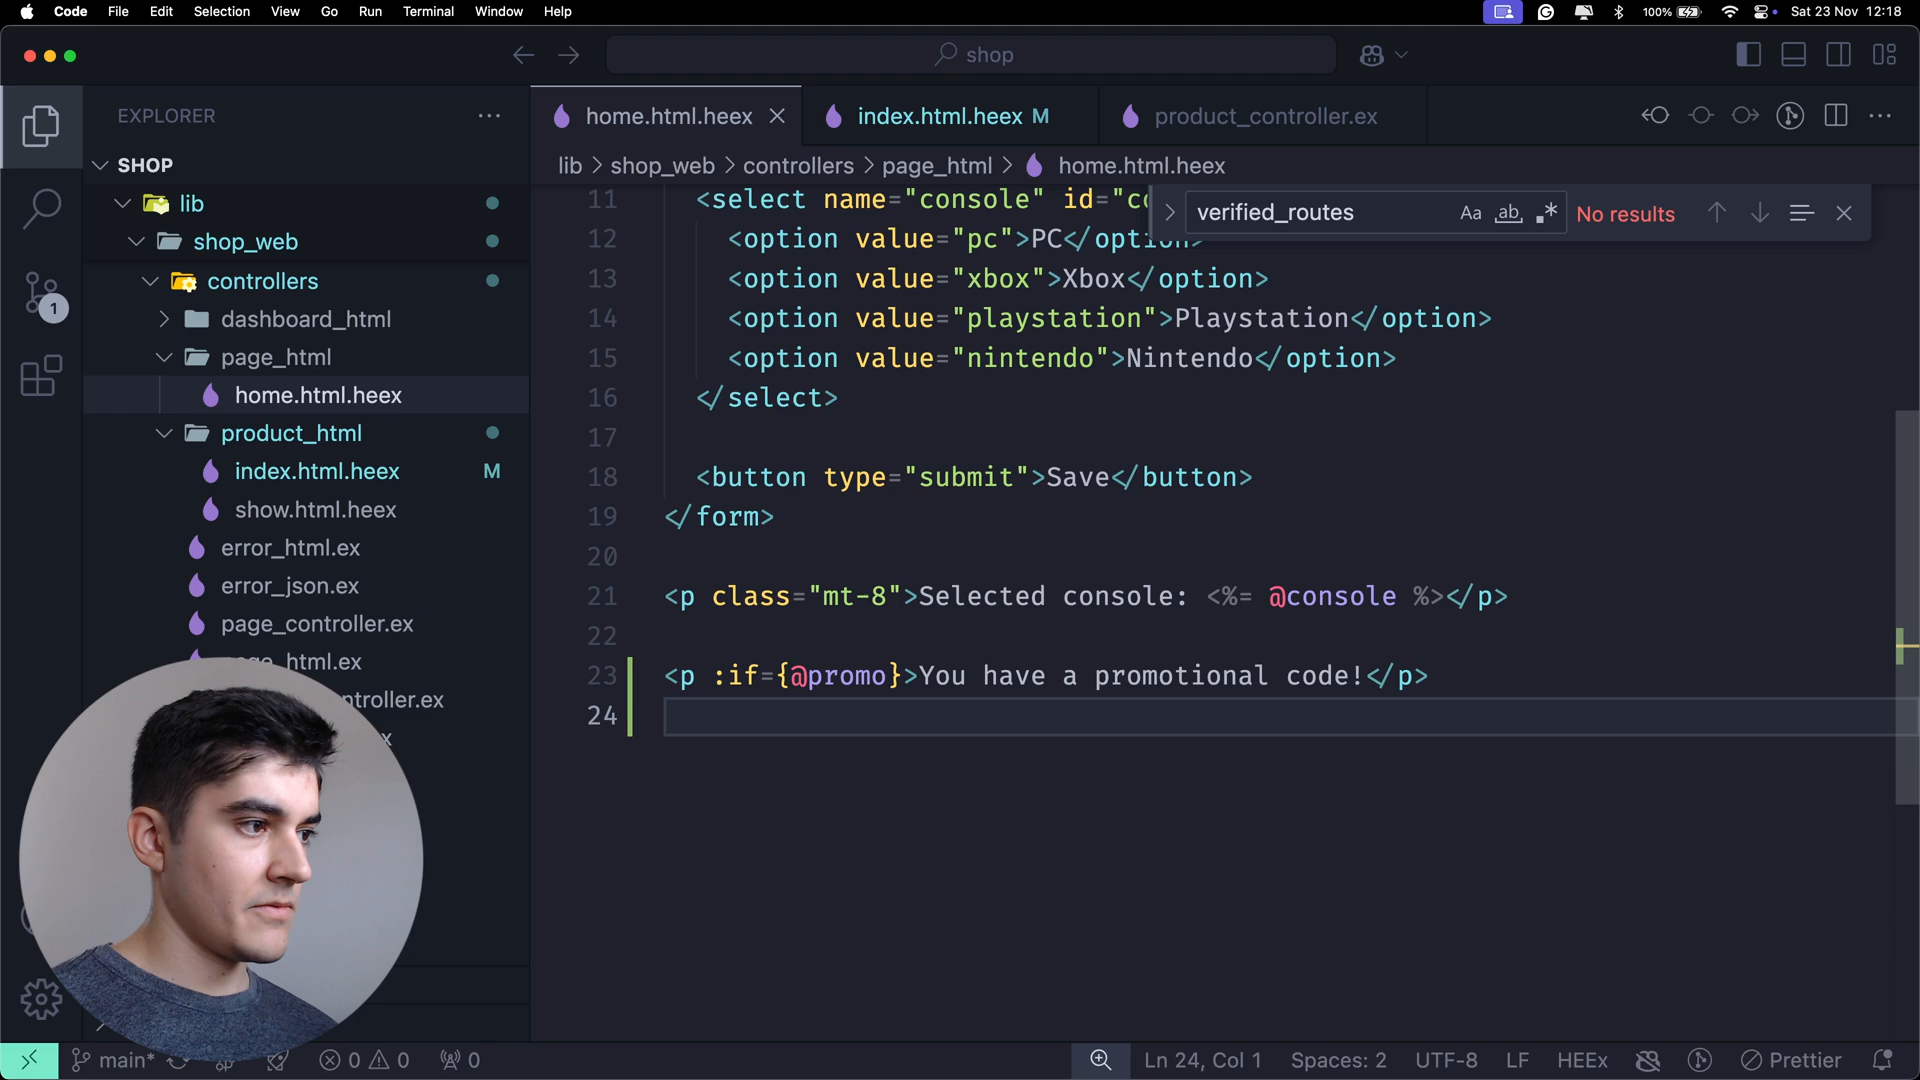 Code File Edit Selection View Go Run Terminal Window Help
100% Sat 23 Nov 12:18
shop
EXPLORER
SHOP
lib
shop_web
controllers
dashboard_html
page_html
home.html.heex
product_html
index.html.heex M
show.html.heex
error_html.ex
error_json.ex
page_controller.ex
_html.ex
ntroller.ex
1
home.html.heex
index.html.heex M
product_controller.ex
lib > shop_web > controllers > page_html > home.html.heex
verified_routes Aa ab .* No results
11 <select name="console" id="co
12 <option value="pc">PC</option>
13 <option value="xbox">Xbox</option>
14 <option value="playstation">Playstation</option>
15 <option value="nintendo">Nintendo</option>
16 </select>
17
18 <button type="submit">Save</button>
19 </form>
20
21 <p class="mt-8">Selected console: <%= @console %></p>
22
23 <p :if={@promo}>You have a promotional code!</p>
24
main* 0 0 0
Ln 24, Col 1 Spaces: 2 UTF-8 LF HEEx Prettier